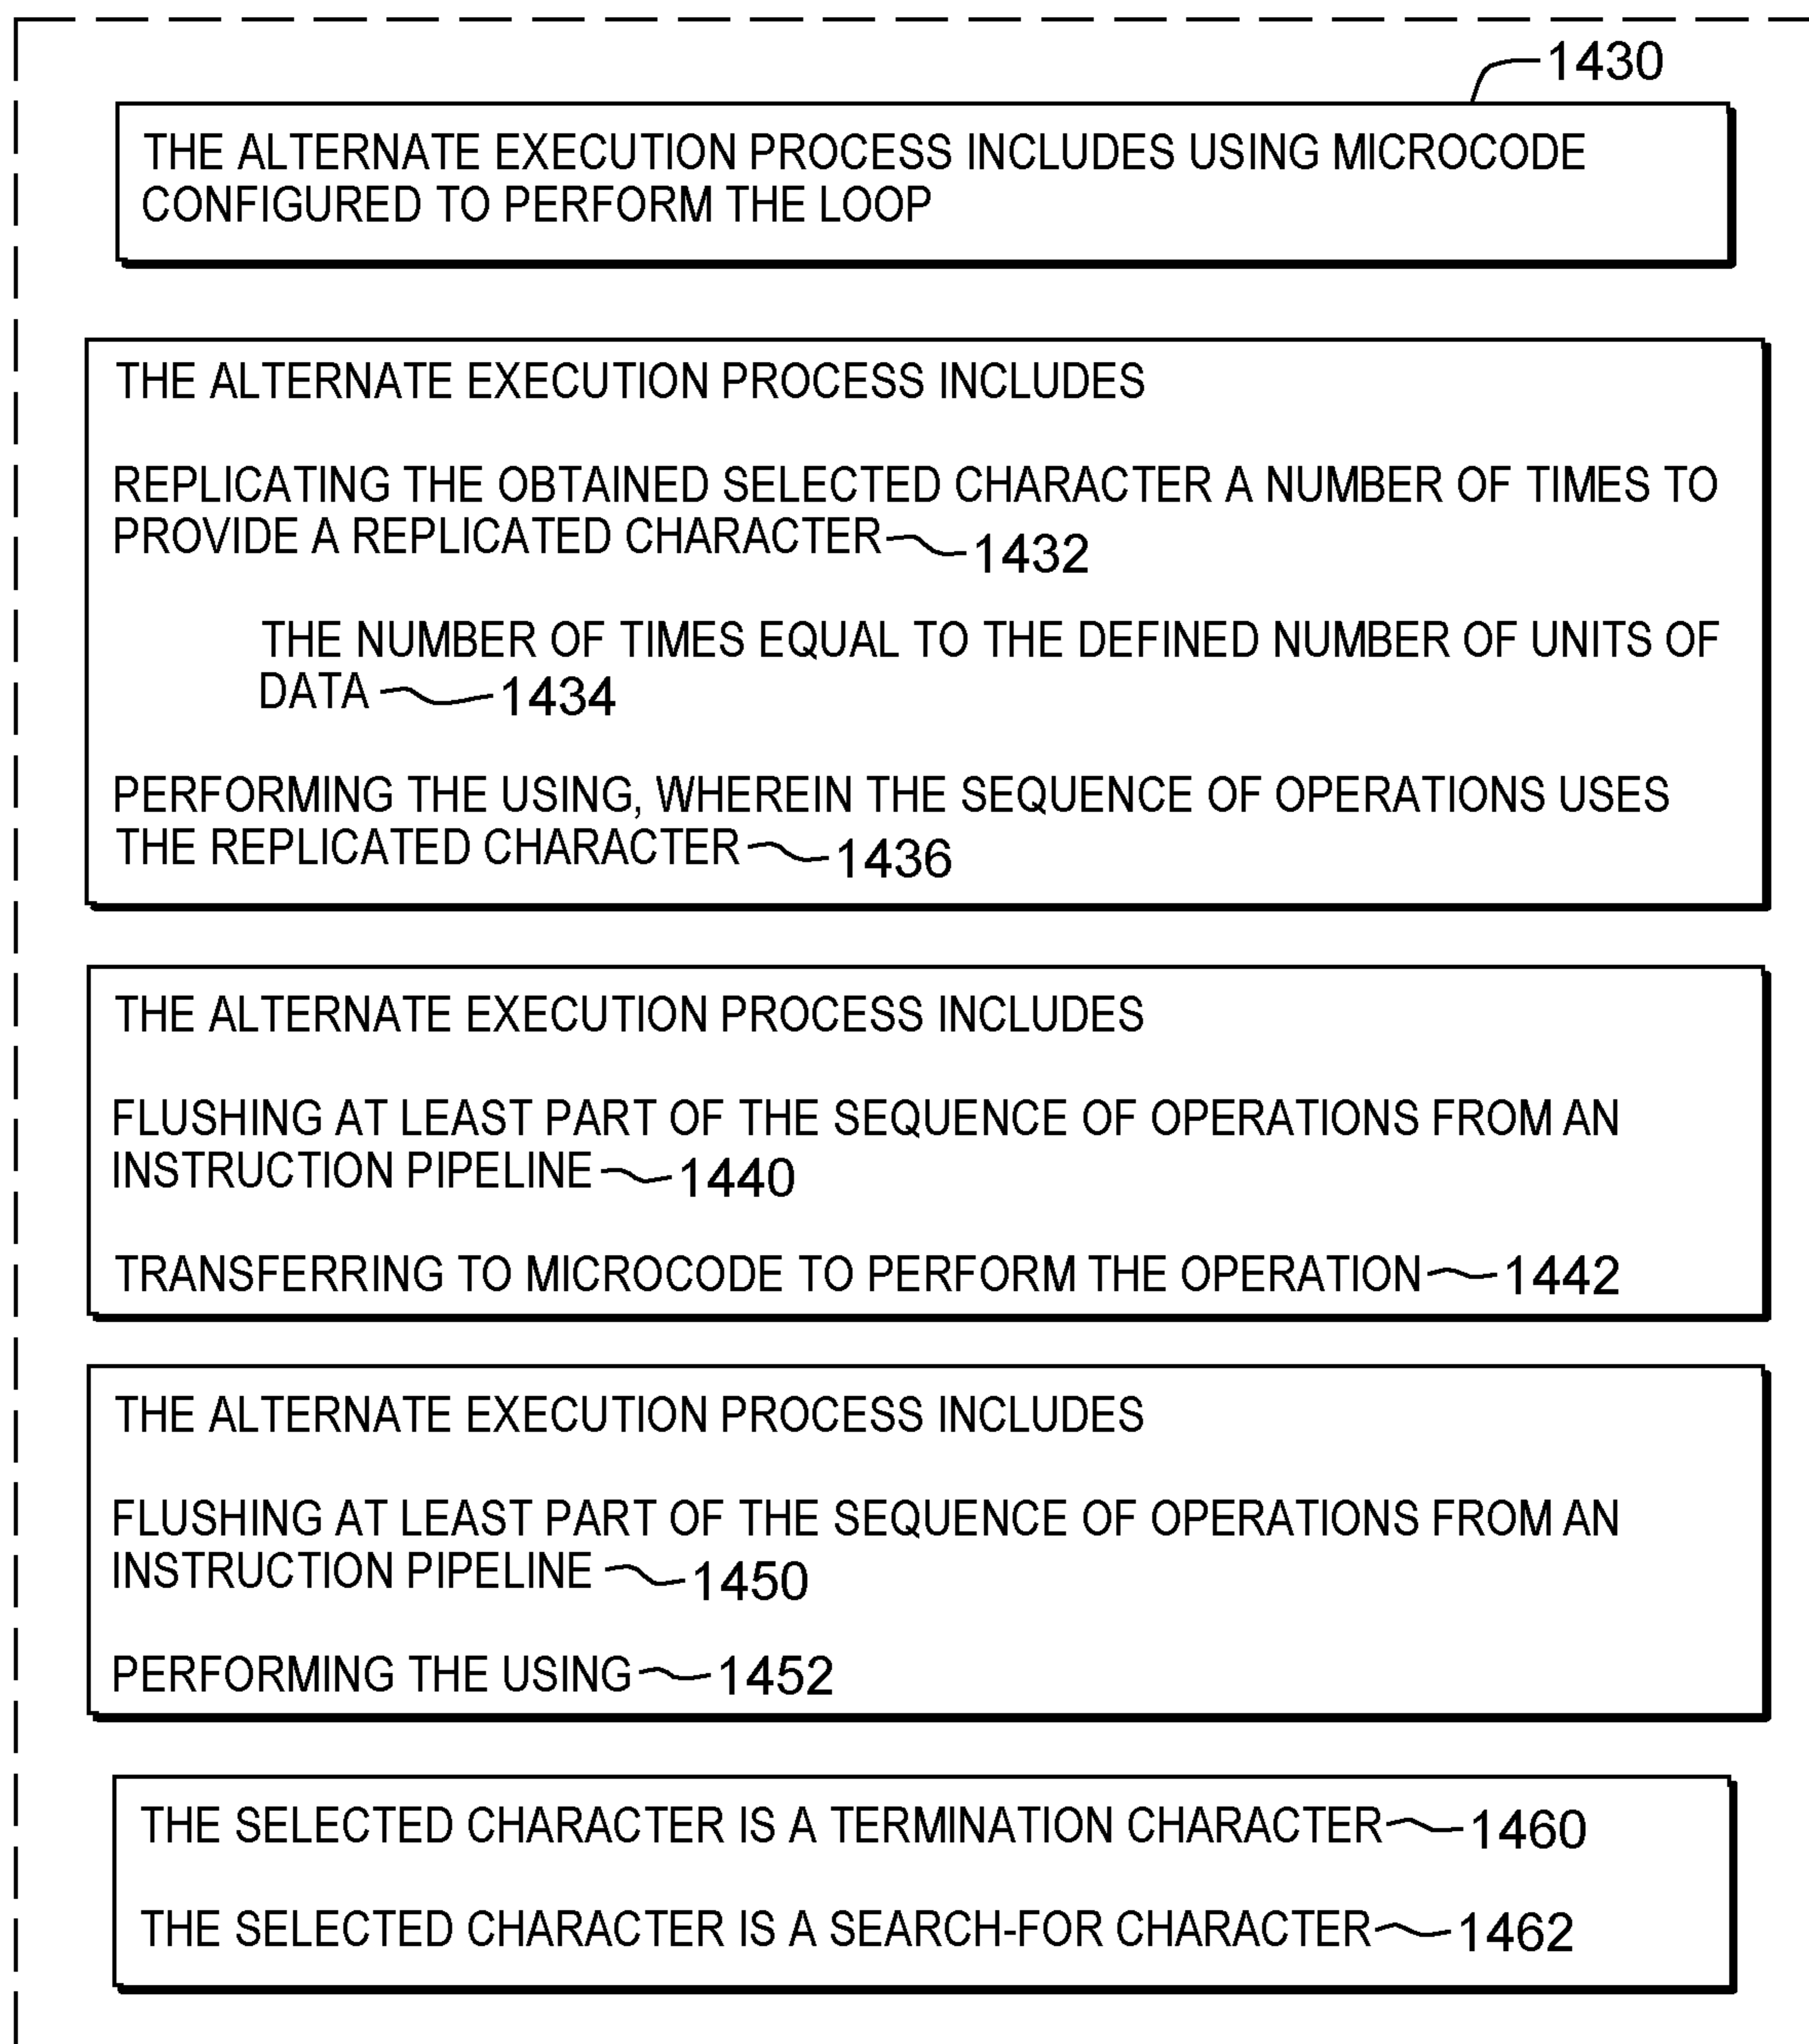 1430
THE ALTERNATE EXECUTION PROCESS INCLUDES USING MICROCODE
CONFIGURED TO PERFORM THE LOOP
THE ALTERNATE EXECUTION PROCESS INCLUDES
REPLICATING THE OBTAINED SELECTED CHARACTER A NUMBER OF TIMES TO
PROVIDE A REPLICATED CHARACTER 1432
THE NUMBER OF TIMES EQUAL TO THE DEFINED NUMBER OF UNITS OF
DATA 1434
PERFORMING THE USING, WHEREIN THE SEQUENCE OF OPERATIONS USES
THE REPLICATED CHARACTER 1436
THE ALTERNATE EXECUTION PROCESS INCLUDES
FLUSHING AT LEAST PART OF THE SEQUENCE OF OPERATIONS FROM AN
INSTRUCTION PIPELINE 1440
TRANSFERRING TO MICROCODE TO PERFORM THE OPERATION 1442
THE ALTERNATE EXECUTION PROCESS INCLUDES
FLUSHING AT LEAST PART OF THE SEQUENCE OF OPERATIONS FROM AN
INSTRUCTION PIPELINE 1450
PERFORMING THE USING 1452
THE SELECTED CHARACTER IS A TERMINATION CHARACTER 1460
THE SELECTED CHARACTER IS A SEARCH-FOR CHARACTER 1462